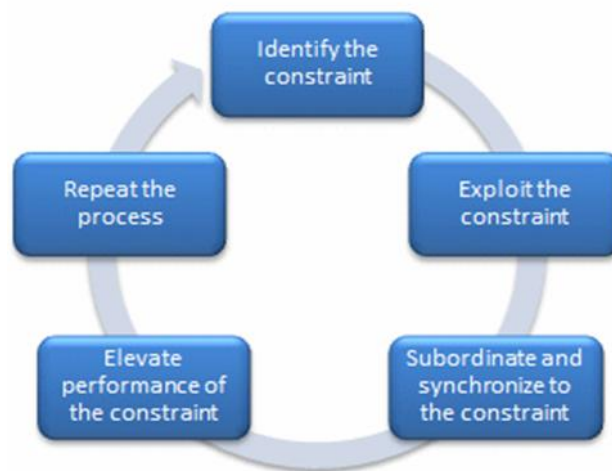 Identify the
constraint
Exploit the
constraint
Subordinate and
synchronize to
the constraint
Elevate
performance of
the constraint
Repeat the
process